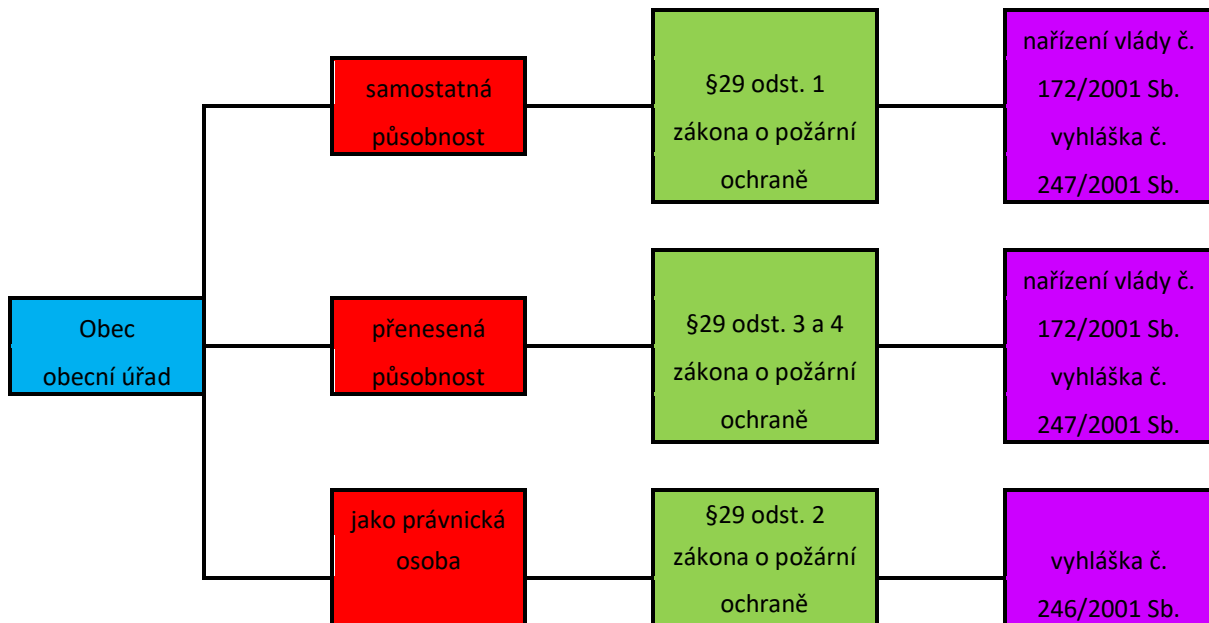 Obec
obecní úřad
samostatná
působnost
§29 odst. 1
zákona o požární
ochraně
nařízení vlády č.
172/2001 Sb.
vyhláška č.
247/2001 Sb.
přenesená
působnost
§29 odst. 3 a 4
zákona o požární
ochraně
nařízení vlády č.
172/2001 Sb.
vyhláška č.
247/2001 Sb.
jako právnická
osoba
§29 odst. 2
zákona o požární
ochraně
vyhláška č.
246/2001 Sb.